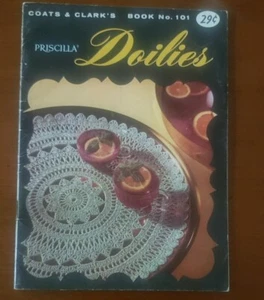 COATS & CLARK'S BOOK No. 101
29¢
PRISCILLA
Doilies